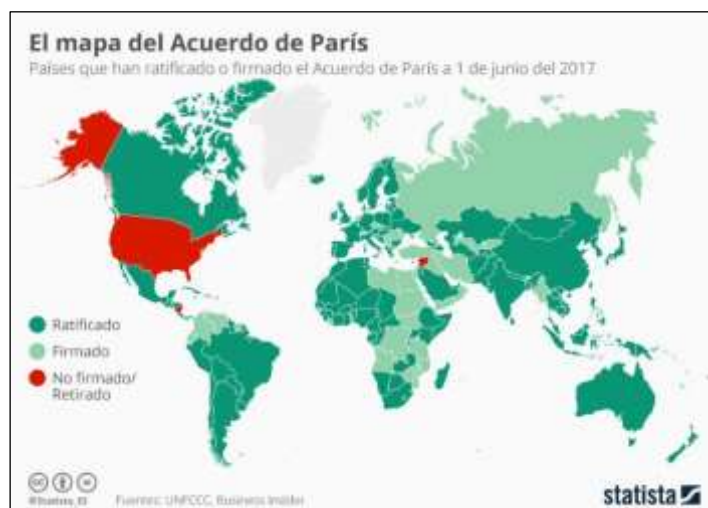 El mapa del Acuerdo de París
Países que han ratificado o firmado el Acuerdo de París a 1 de junio del 2017
Ratificado
Firmado
No firmado/
Retirado
@Statista_ES
Fuentes: UNFCCC, Business Insider
statista